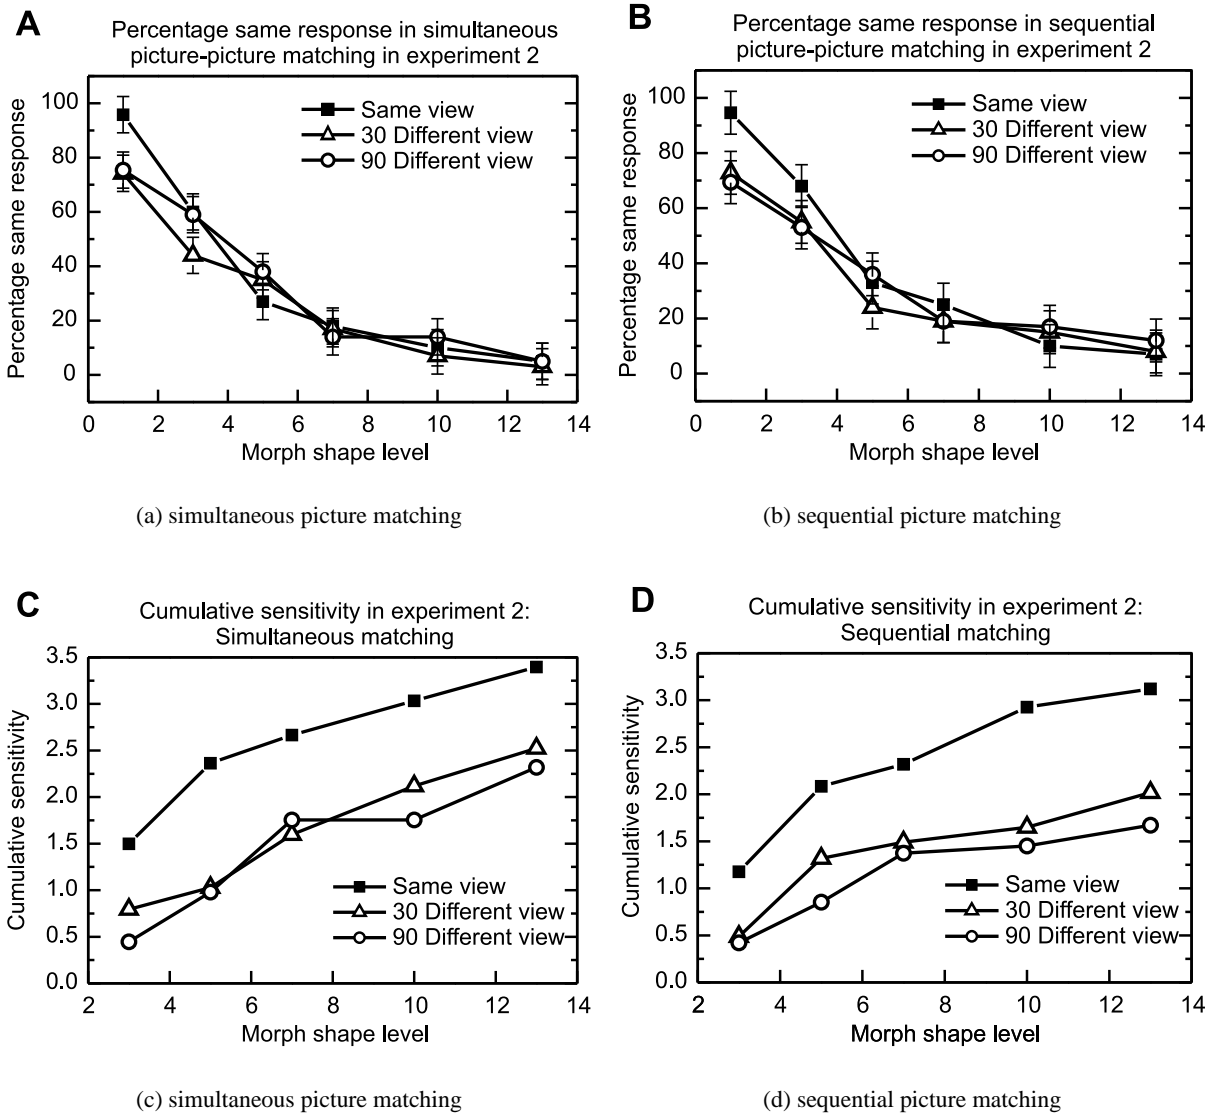 A
Percentage same response in simultaneous
picture-picture matching in experiment 2
Percentage same response
100
80
60
40
20
0
Same view
30 Different view
90 Different view
0 2 4 6 8 10 12 14
Morph shape level
(a) simultaneous picture matching
B
Percentage same response in sequential
picture-picture matching in experiment 2
Percentage same response
100
80
60
40
20
0
Same view
30 Different view
90 Different view
0 2 4 6 8 10 12 14
Morph shape level
(b) sequential picture matching
C
Cumulative sensitivity in experiment 2:
Simultaneous matching
Cumulative sensitivity
3.5
3.0
2.5
2.0
1.5
1.0
0.5
0.0
Same view
30 Different view
90 Different view
2 4 6 8 10 12 14
Morph shape level
(c) simultaneous picture matching
D
Cumulative sensitivity in experiment 2:
Sequential matching
Cumulative sensitivity
3.5
3.0
2.5
2.0
1.5
1.0
0.5
0.0
Same view
30 Different view
90 Different view
2 4 6 8 10 12 14
Morph shape level
(d) sequential picture matching